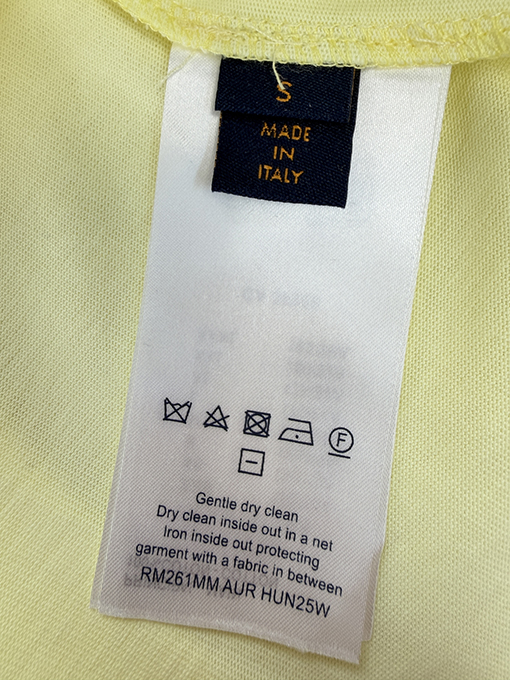 S
MADE
IN
ITALY
F
Gentle dry clean
Dry clean inside out in a net
Iron inside out protecting
garment with a fabric in between
RM261MM AUR HUN25W